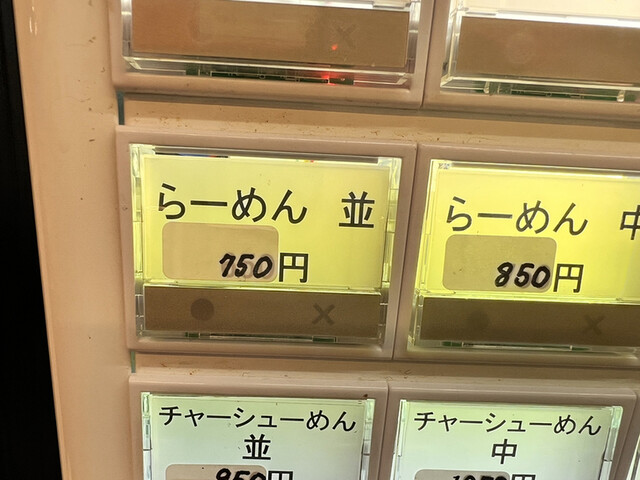 らーめん 並
750円
らーめん 中
850円
チャーシューめん
並
チャーシューめん
中